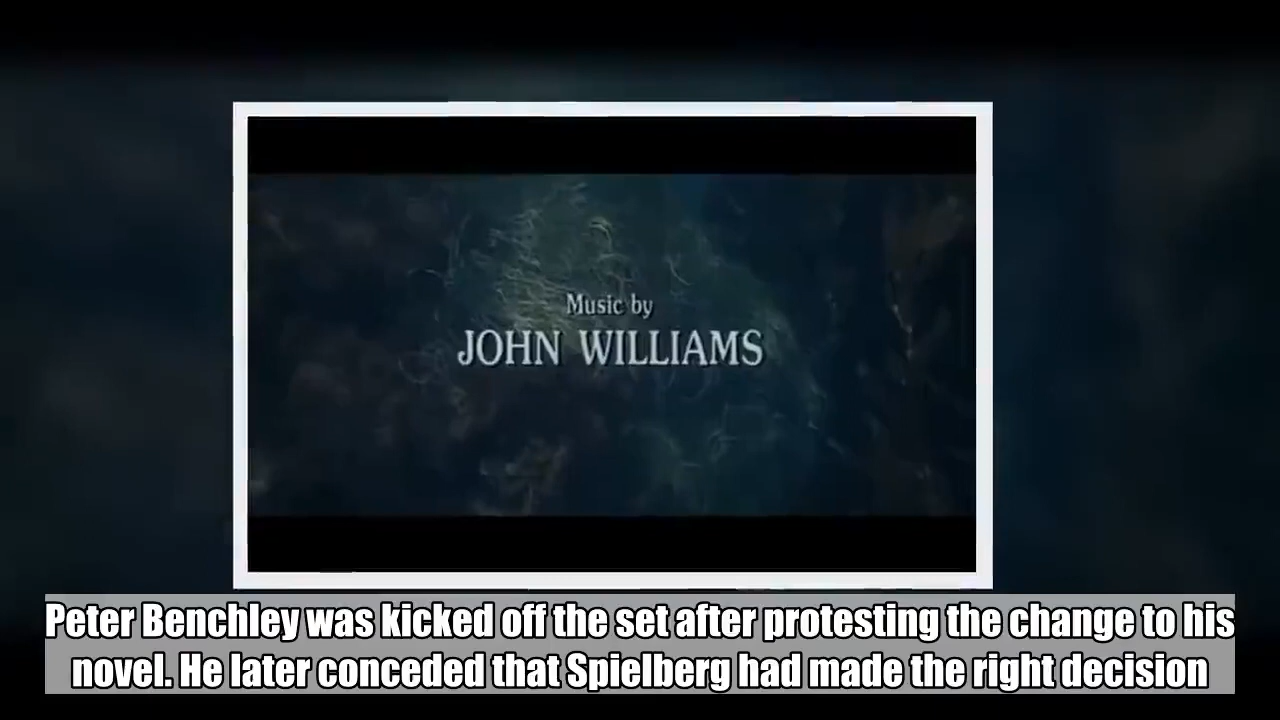 Music by
JOHN WILLIAMS
Peter Benchley was kicked off the set after protesting the change to his
novel. He later conceded that Spielberg had made the right decision